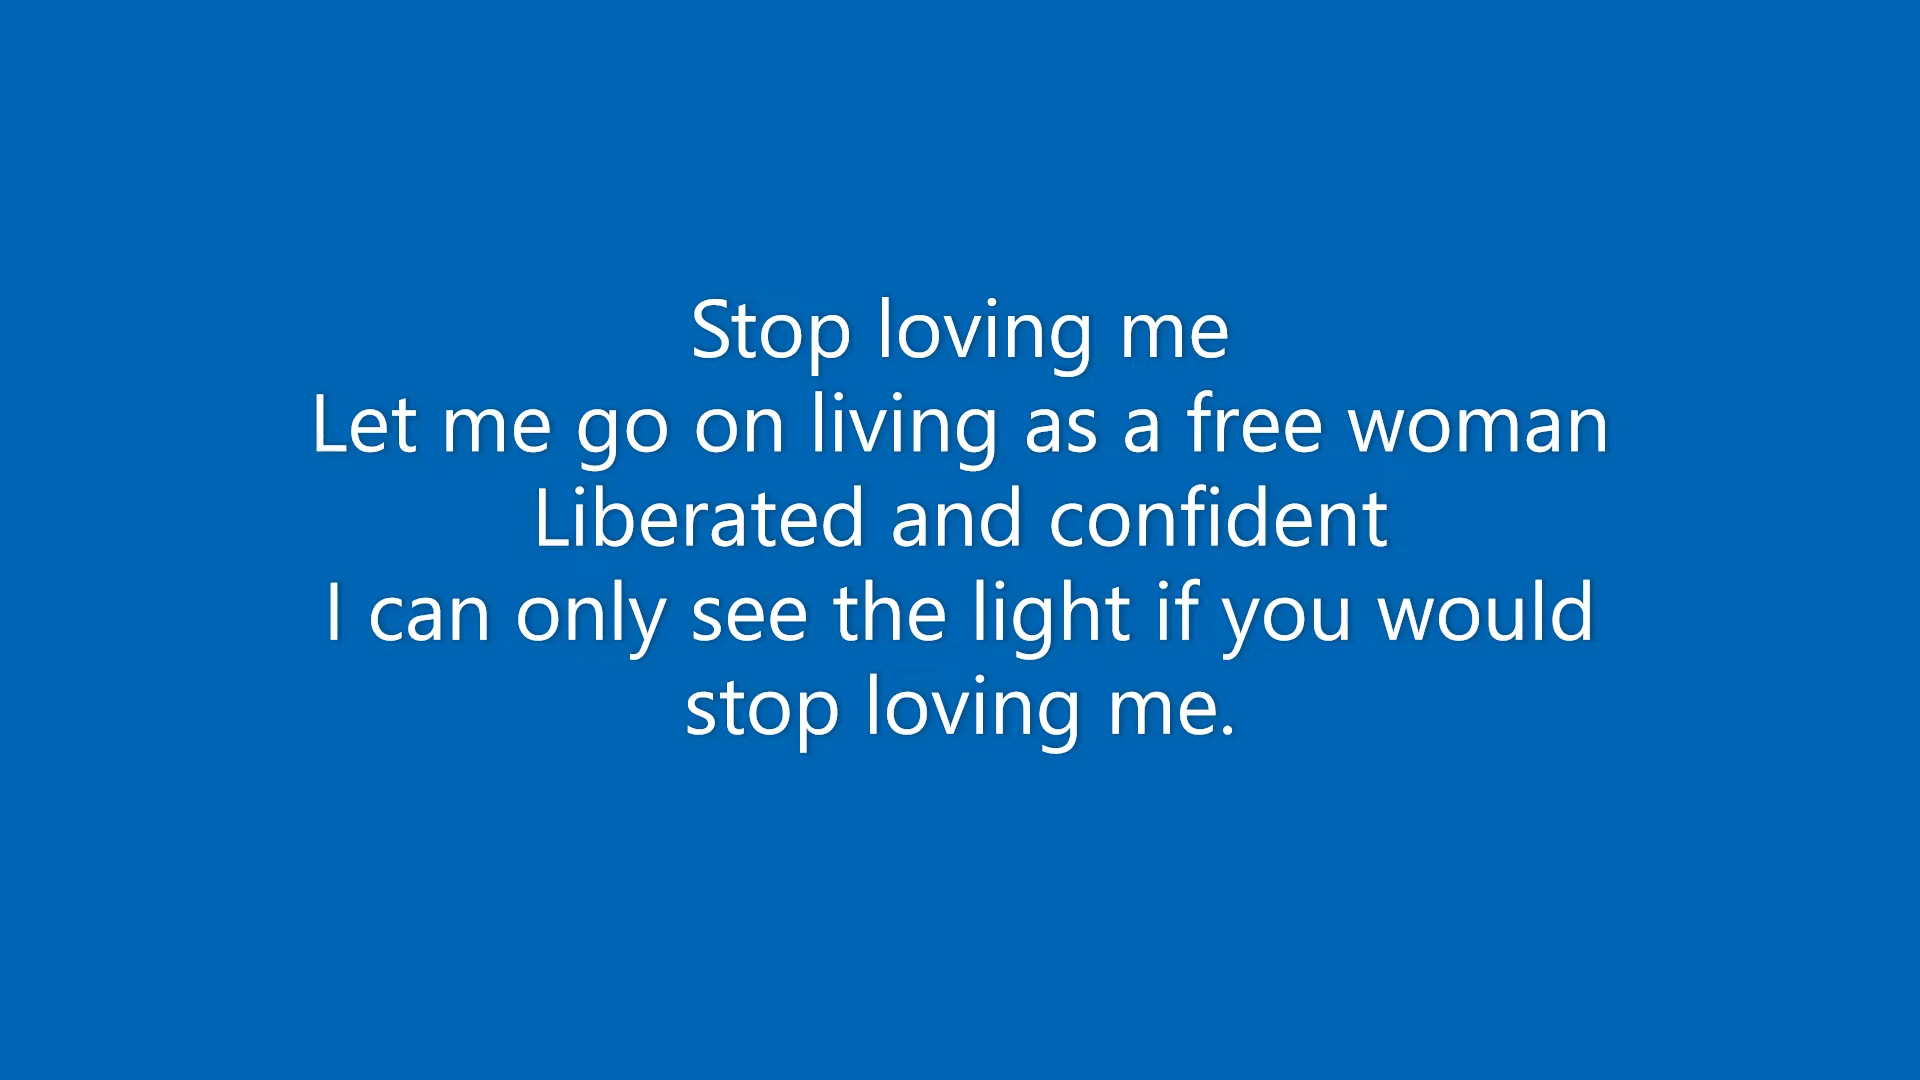 Stop loving me
Let me go on living as a free woman
Liberated and confident
I can only see the light if you would
stop loving me.